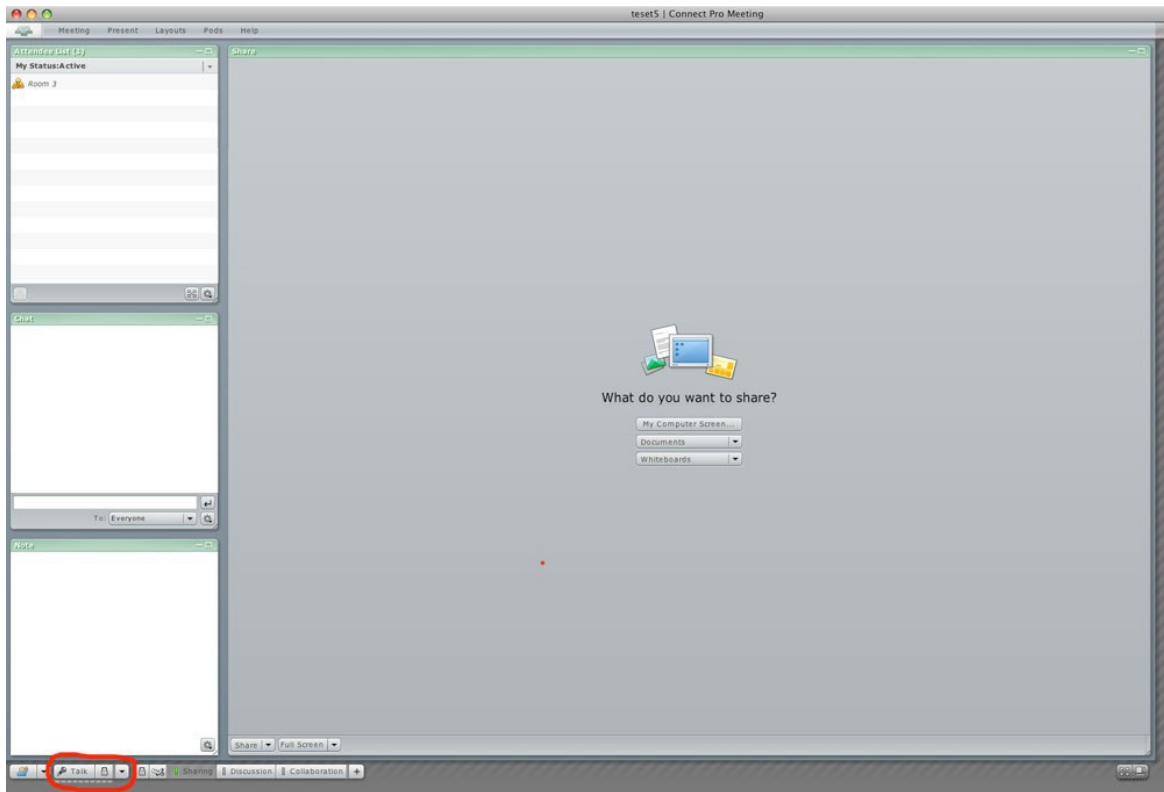 teset5 | Connect Pro Meeting
Meeting Present Layouts Pods Help
Attendee List (1)
My Status:Active
Room 3
Chat
To: Everyone
Note
Share
What do you want to share?
My Computer Screen...
Documents
Whiteboards
Share Full Screen
Talk Sharing Discussion Collaboration +